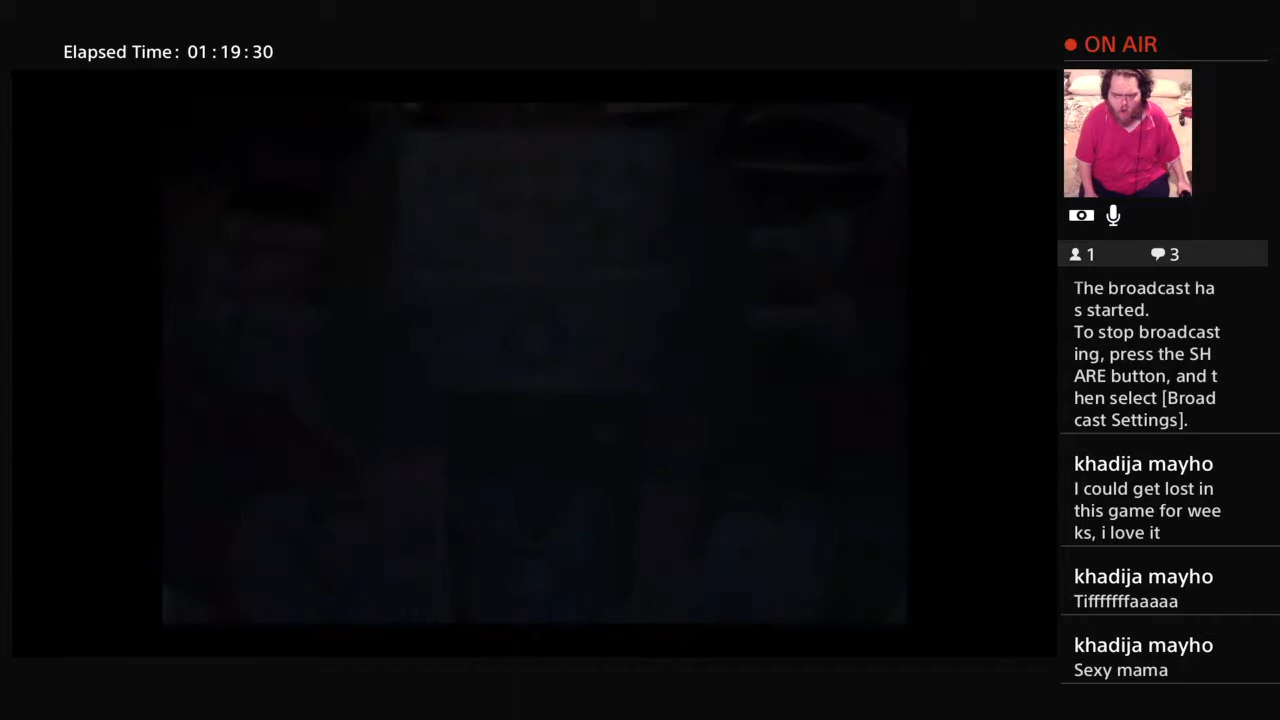 Elapsed Time: 01:19:30
ON AIR
1 3
The broadcast ha
s started.
To stop broadcast
ing, press the SH
ARE button, and t
hen select [Broad
cast Settings].
khadija mayho
I could get lost in
this game for wee
ks, i love it
khadija mayho
Tifffffffaaaaa
khadija mayho
Sexy mama